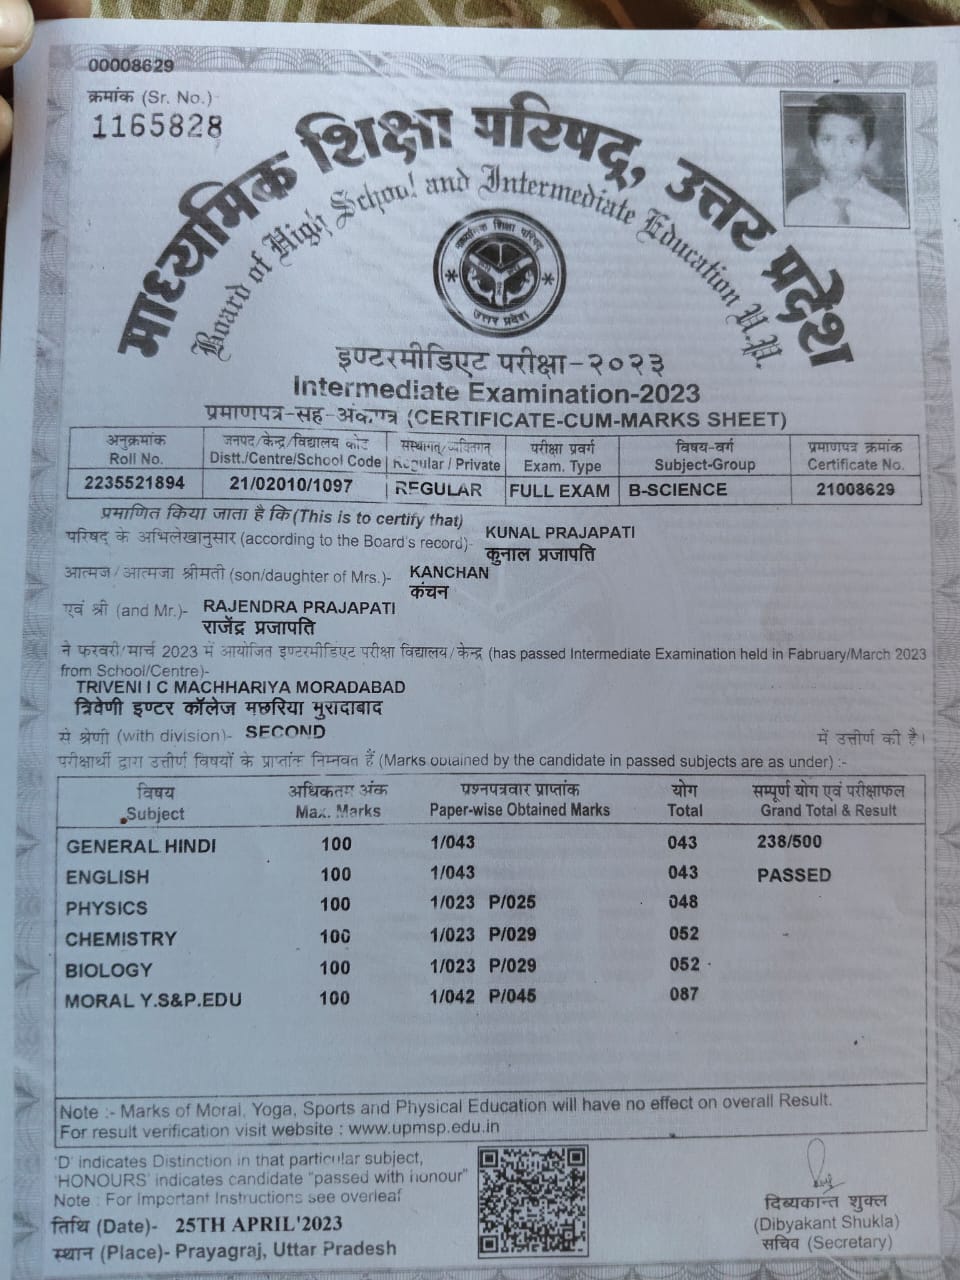 00008629
क्रमांक (Sr. No.)-
1165828
माध्यमिक शिक्षा परिषद्, उत्तर प्रदेश
Board of High School and Intermediate Education U.P.
माध्यमिक शिक्षा परिषद्
उत्तर प्रदेश
इण्टरमीडिएट परीक्षा-२०२३
Intermediate Examination-2023
प्रमाणपत्र-सह-अंकपत्र (CERTIFICATE-CUM-MARKS SHEET)
अनुक्रमांक जनपद/केन्द्र/विद्यालय कोड संस्थागत/व्यक्तिगत परीक्षा प्रवर्ग विषय-वर्ग प्रमाणपत्र क्रमांक
Roll No. Distt./Centre/School Code Regular / Private Exam. Type Subject-Group Certificate No.
2235521894 21/02010/1097 REGULAR FULL EXAM B-SCIENCE 21008629
प्रमाणित किया जाता है कि (This is to certify that)
परिषद् के अभिलेखानुसार (according to the Board's record)- KUNAL PRAJAPATI
कुनाल प्रजापति
आत्मज/आत्मजा श्रीमती (son/daughter of Mrs.)- KANCHAN
कंचन
एवं श्री (and Mr.)- RAJENDRA PRAJAPATI
राजेंद्र प्रजापति
ने फरवरी/मार्च 2023 में आयोजित इण्टरमीडिएट परीक्षा विद्यालय/केन्द्र (has passed Intermediate Examination held in Fabruary/March 2023
from School/Centre)-
TRIVENI I C MACHHARIYA MORADABAD
त्रिवेणी इण्टर कॉलेज मछरिया मुरादाबाद
से श्रेणी (with division)- SECOND में उत्तीर्ण की है।
परीक्षार्थी द्वारा उत्तीर्ण विषयों के प्राप्तांक निम्नवत हैं (Marks obtained by the candidate in passed subjects are as under) :-
विषय अधिकतम अंक प्रश्नपत्रवार प्राप्तांक योग सम्पूर्ण योग एवं परीक्षाफल
Subject Max. Marks Paper-wise Obtained Marks Total Grand Total & Result
GENERAL HINDI 100 1/043 043 238/500
ENGLISH 100 1/043 043 PASSED
PHYSICS 100 1/023 P/025 048
CHEMISTRY 100 1/023 P/029 052
BIOLOGY 100 1/023 P/029 052
MORAL Y.S&P.EDU 100 1/042 P/045 087
Note :- Marks of Moral, Yoga, Sports and Physical Education will have no effect on overall Result.
For result verification visit website : www.upmsp.edu.in
'D' indicates Distinction in that particular subject,
'HONOURS' indicates candidate "passed with honour"
Note : For Important Instructions see overleaf
तिथि (Date)- 25TH APRIL'2023
स्थान (Place)- Prayagraj, Uttar Pradesh
दिब्यकान्त शुक्ल
(Dibyakant Shukla)
सचिव (Secretary)